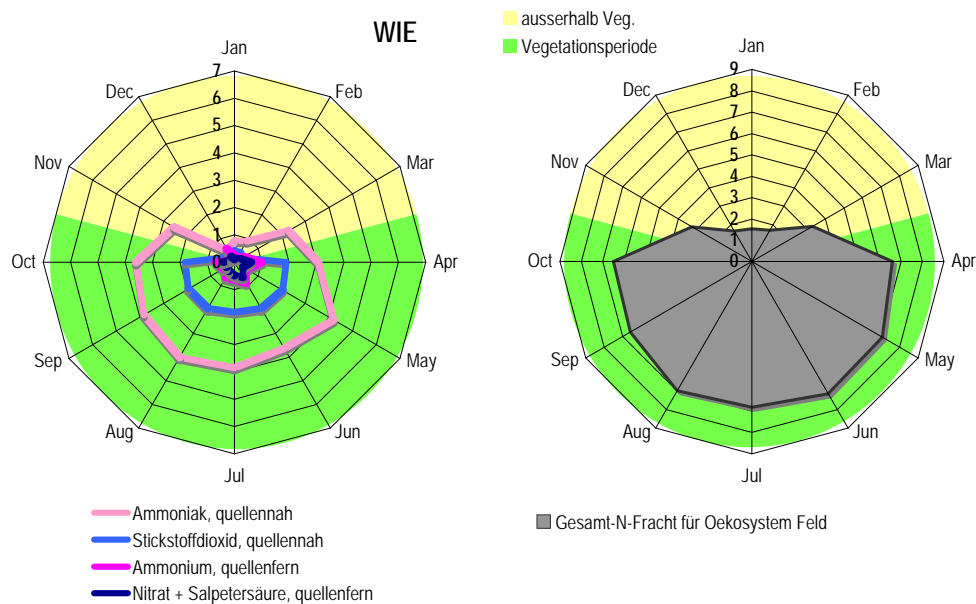 WIE
Jan
Feb
Mar
Apr
May
Jun
Jul
Aug
Sep
Oct
Nov
Dec
7
6
5
4
3
2
1
0
Ammoniak, quellennah
Stickstoffdioxid, quellennah
Ammonium, quellenfern
Nitrat + Salpetersäure, quellenfern
ausserhalb Veg.
Vegetationsperiode
Jan
Feb
Mar
Apr
May
Jun
Jul
Aug
Sep
Oct
Nov
Dec
9
8
7
6
5
4
3
2
1
0
Gesamt-N-Fracht für Oekosystem Feld